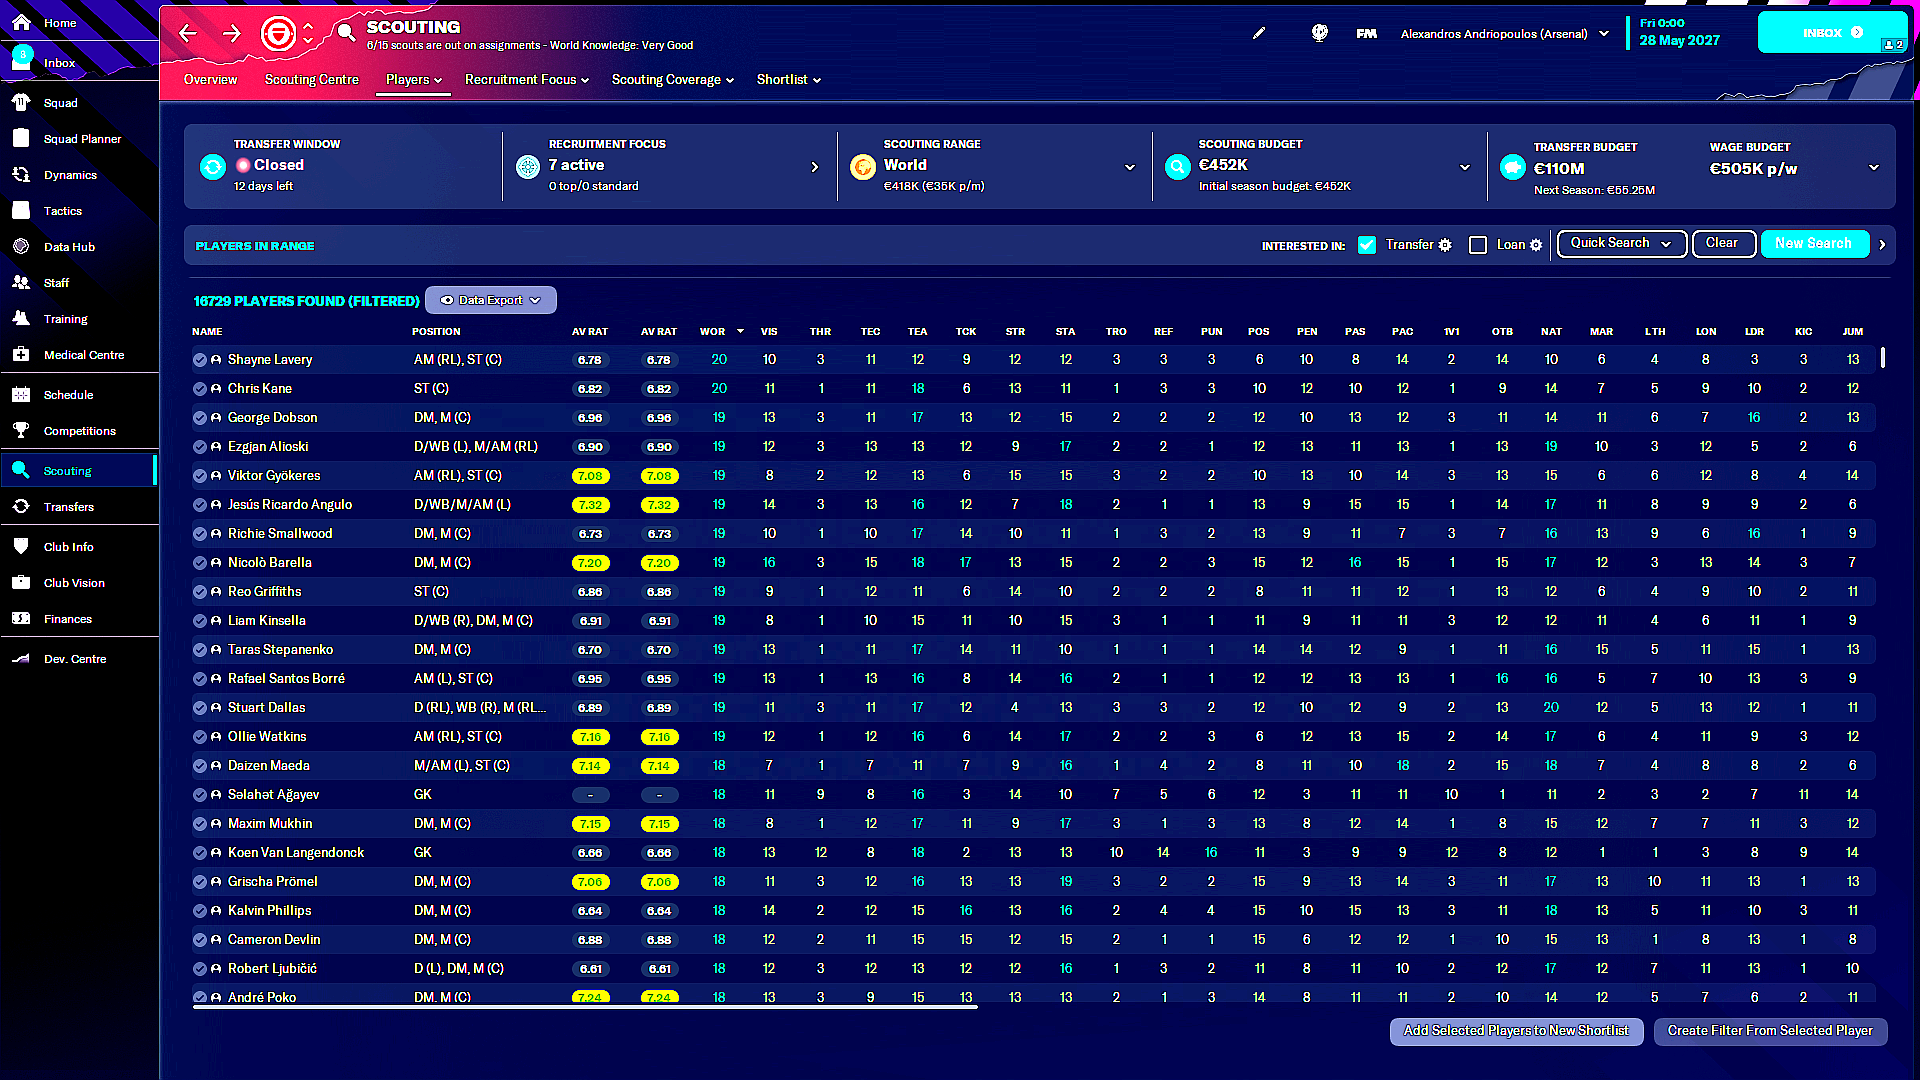 Home
Inbox
Squad
Squad Planner
Dynamics
Tactics
Data Hub
Staff
Training
Medical Centre
Schedule
Competitions
Scouting
Transfers
Club Info
Club Vision
Finances
Dev. Centre
SCOUTING
6/15 scouts are out on assignments - World Knowledge: Very Good
FM
Alexandros Andriopoulos (Arsenal)
Fri 0:00
28 May 2027
INBOX
2
Overview Scouting Centre Players Recruitment Focus Scouting Coverage Shortlist
TRANSFER WINDOW
Closed
12 days left
RECRUITMENT FOCUS
7 active
0 top/0 standard
SCOUTING RANGE
World
€418K (€35K p/m)
SCOUTING BUDGET
€452K
Initial season budget: €452K
TRANSFER BUDGET
€110M
Next Season: €55.25M
WAGE BUDGET
€505K p/w
PLAYERS IN RANGE
INTERESTED IN: Transfer Loan Quick Search Clear New Search
16729 PLAYERS FOUND (FILTERED) Data Export
NAME POSITION AV RAT AV RAT WOR VIS THR TEC TEA TCK STR STA TRO REF PUN POS PEN PAS PAC 1V1 OTB NAT MAR LTH LON LDR KIC JUM
Shayne Lavery AM (RL), ST (C) 6.78 6.78 20 10 3 11 12 9 12 12 3 3 3 6 10 8 14 2 14 10 6 4 8 3 3 13
Chris Kane ST (C) 6.82 6.82 20 11 1 11 18 6 13 11 1 3 3 10 12 10 12 1 9 14 7 5 9 10 2 12
George Dobson DM, M (C) 6.96 6.96 19 13 3 11 17 13 12 15 2 2 2 12 10 13 12 3 11 14 11 6 7 16 2 13
Ezgjan Alioski D/WB (L), M/AM (RL) 6.90 6.90 19 12 3 13 13 12 9 17 2 2 1 12 13 11 13 1 13 19 10 3 12 5 2 6
Viktor Gyökeres AM (RL), ST (C) 7.08 7.08 19 8 2 12 13 6 15 15 3 2 2 10 13 10 14 3 13 15 6 6 12 8 4 14
Jesús Ricardo Angulo D/WB/M/AM (L) 7.32 7.32 19 14 3 13 16 12 7 18 2 1 1 13 9 15 15 1 14 17 11 8 9 9 2 6
Richie Smallwood DM, M (C) 6.73 6.73 19 10 1 10 17 14 10 11 1 3 2 13 9 11 7 3 7 16 13 9 6 16 1 9
Nicolò Barella DM, M (C) 7.20 7.20 19 16 3 15 18 17 13 15 2 2 3 15 12 16 15 1 15 17 12 3 13 14 3 7
Reo Griffiths ST (C) 6.86 6.86 19 9 1 12 11 6 14 10 2 2 2 8 11 11 12 1 13 12 6 4 9 10 2 11
Liam Kinsella D/WB (R), DM, M (C) 6.91 6.91 19 8 1 10 15 11 10 15 3 1 1 11 9 11 11 3 12 12 11 4 6 11 1 9
Taras Stepanenko DM, M (C) 6.70 6.70 19 13 1 11 17 14 11 10 1 1 1 14 14 12 9 1 11 16 15 5 11 15 1 13
Rafael Santos Borré AM (L), ST (C) 6.95 6.95 19 13 1 13 16 8 14 16 2 1 1 12 12 13 13 1 16 16 5 7 10 13 3 9
Stuart Dallas D (RL), WB (R), M (RL... 6.89 6.89 19 11 3 11 17 12 4 13 3 3 2 12 10 12 9 2 13 20 12 5 13 12 1 11
Ollie Watkins AM (RL), ST (C) 7.16 7.16 19 12 1 12 16 6 14 17 2 2 3 6 12 13 15 2 14 17 6 4 11 9 3 12
Daizen Maeda M/AM (L), ST (C) 7.14 7.14 18 7 1 7 11 7 9 16 1 4 2 8 11 10 18 2 15 18 7 4 8 8 2 6
Səlahət Ağayev GK - - 18 11 9 8 16 3 14 10 7 5 6 12 3 11 11 10 1 11 2 3 2 7 11 14
Maxim Mukhin DM, M (C) 7.15 7.15 18 8 1 12 17 11 9 17 3 1 3 13 8 12 14 1 8 15 12 7 7 11 3 12
Koen Van Langendonck GK 6.66 6.66 18 13 12 8 18 2 13 13 10 14 16 11 3 9 9 12 8 12 1 1 3 8 9 14
Grischa Prömel DM, M (C) 7.06 7.06 18 11 3 12 16 13 13 19 3 2 2 15 9 13 14 3 11 17 13 10 11 13 1 13
Kalvin Phillips DM, M (C) 6.64 6.64 18 14 2 12 15 16 13 16 2 4 4 15 10 15 13 3 11 18 13 5 11 10 3 11
Cameron Devlin DM, M (C) 6.88 6.88 18 12 2 11 15 15 12 15 2 1 1 15 6 12 12 1 10 15 13 1 8 13 1 8
Robert Ljubičić D (L), DM, M (C) 6.61 6.61 18 12 3 12 13 12 12 16 1 3 2 11 8 11 10 2 12 17 12 7 11 13 1 10
André Poko DM, M (C) 7.24 7.24 18 13 3 9 15 13 13 13 2 1 3 14 8 11 11 2 10 14 12 5 7 6 2 11
Add Selected Players to New Shortlist Create Filter From Selected Player